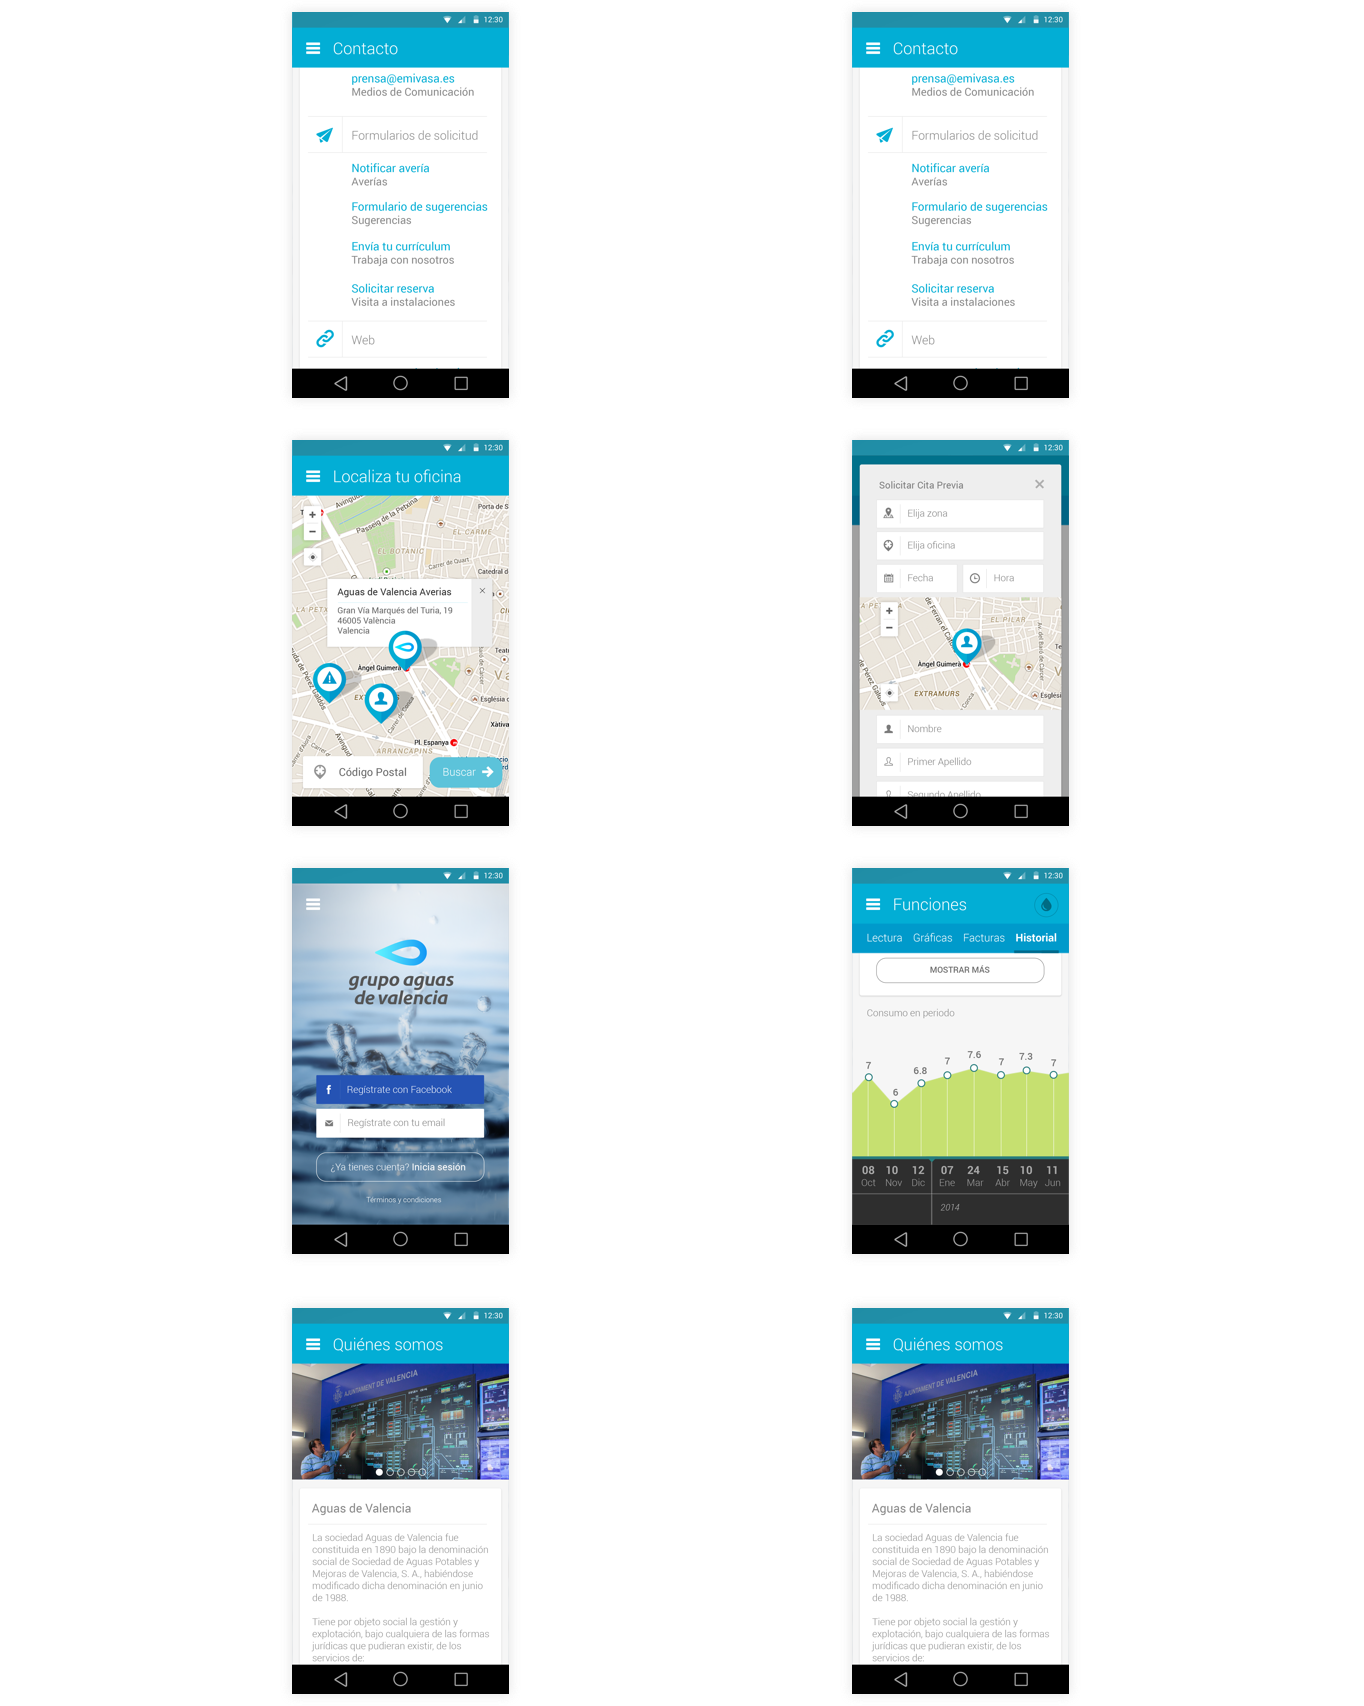 12:30
Contacto
prensa@emivasa.es
Medios de Comunicación
Formularios de solicitud
Notificar avería
Averías
Formulario de sugerencias
Sugerencias
Envía tu currículum
Trabaja con nosotros
Solicitar reserva
Visita a instalaciones
Web
12:30
Contacto
prensa@emivasa.es
Medios de Comunicación
Formularios de solicitud
Notificar avería
Averías
Formulario de sugerencias
Sugerencias
Envía tu currículum
Trabaja con nosotros
Solicitar reserva
Visita a instalaciones
Web
12:30
Localiza tu oficina
Passeig de la Petxina
Porta de S
EL CARME
EL BOTÀNIC
Carrer de Quart
Catedral d
Aguas de Valencia Averias
Gran Vía Marqués del Turia, 19
46005 València
Valencia
Àngel Guimerà
Església
Xàtiva
Pl. Espanya
ARRANCAPINS
Código Postal
Buscar
12:30
Solicitar Cita Previa
Elija zona
Elija oficina
Fecha
Hora
EL PILAR
Àngel Guimerà
EXTRAMURS
Nombre
Primer Apellido
Segundo Apellido
12:30
grupo aguas
de valencia
Regístrate con Facebook
Regístrate con tu email
¿Ya tienes cuenta? Inicia sesión
Términos y condiciones
12:30
Funciones
Lectura Gráficas Facturas Historial
MOSTRAR MÁS
Consumo en periodo
7 6 6.8 7 7.6 7 7.3 7
08 10 12 07 24 15 10 11
Oct Nov Dic Ene Mar Abr May Jun
2014
12:30
Quiénes somos
AJUNTAMENT DE VALENCIA
Aguas de Valencia
La sociedad Aguas de Valencia fue
constituida en 1890 bajo la denominación
social de Sociedad de Aguas Potables y
Mejoras de Valencia, S. A., habiéndose
modificado dicha denominación en junio
de 1988.
Tiene por objeto social la gestión y
explotación, bajo cualquiera de las formas
jurídicas que pudieran existir, de los
servicios de:
12:30
Quiénes somos
AJUNTAMENT DE VALENCIA
Aguas de Valencia
La sociedad Aguas de Valencia fue
constituida en 1890 bajo la denominación
social de Sociedad de Aguas Potables y
Mejoras de Valencia, S. A., habiéndose
modificado dicha denominación en junio
de 1988.
Tiene por objeto social la gestión y
explotación, bajo cualquiera de las formas
jurídicas que pudieran existir, de los
servicios de: